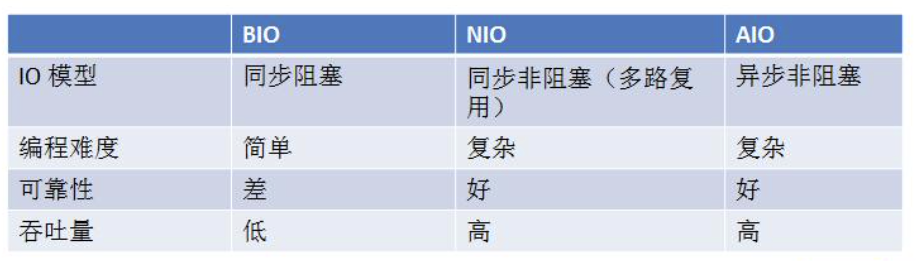 BIO NIO AIO
IO 模型 同步阻塞 同步非阻塞（多路复用） 异步非阻塞
编程难度 简单 复杂 复杂
可靠性 差 好 好
吞吐量 低 高 高